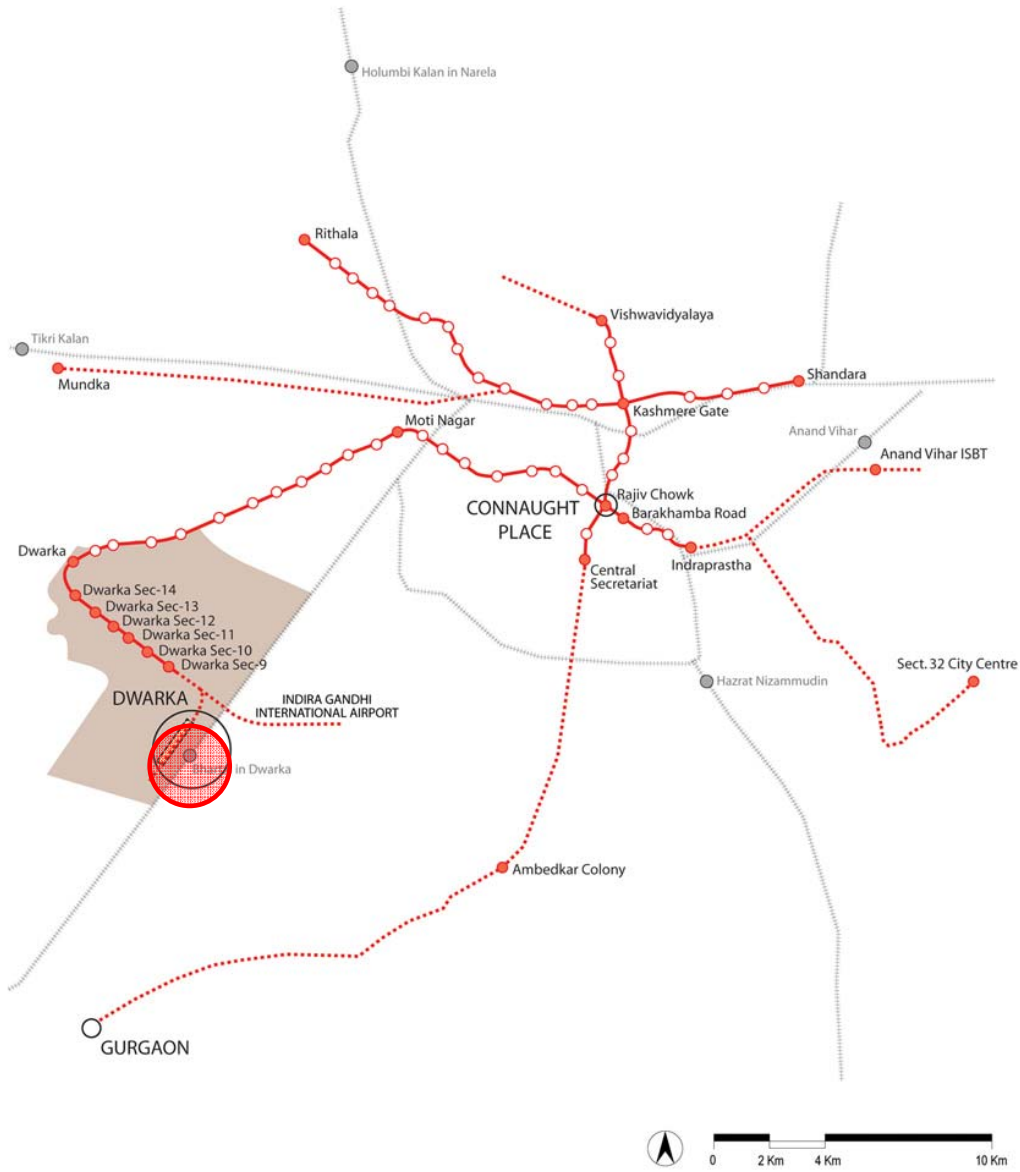 Holumbi Kalan in Narela
Rithala
Vishwavidyalaya
Tikri Kalan
Mundka
Shandara
Kashmere Gate
Moti Nagar
Anand Vihar
Anand Vihar ISBT
CONNAUGHT
PLACE
Rajiv Chowk
Barakhamba Road
Indraprastha
Central
Secretariat
Dwarka
Dwarka Sec-14
Dwarka Sec-13
Dwarka Sec-12
Dwarka Sec-11
Dwarka Sec-10
Dwarka Sec-9
Sect. 32 City Centre
Hazrat Nizammudin
DWARKA
INDIRA GANDHI
INTERNATIONAL AIRPORT
in Dwarka
Ambedkar Colony
GURGAON
0 2 Km 4 Km 10 Km